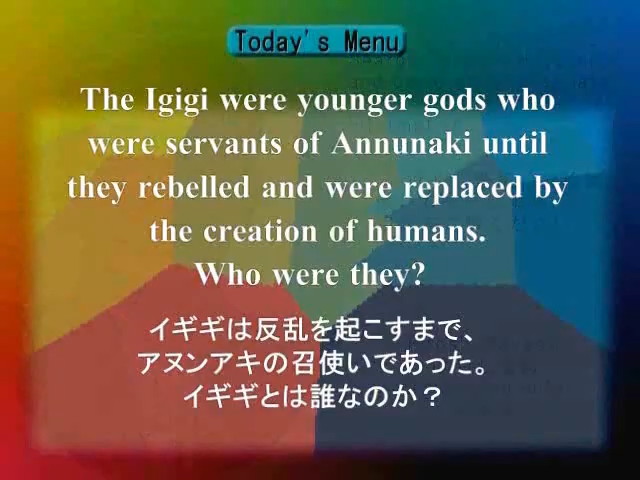 Today's Menu
The Igigi were younger gods who
were servants of Annunaki until
they rebelled and were replaced by
the creation of humans.
Who were they?
イギギは反乱を起こすまで、
アヌンアキの召使いであった。
イギギとは誰なのか？